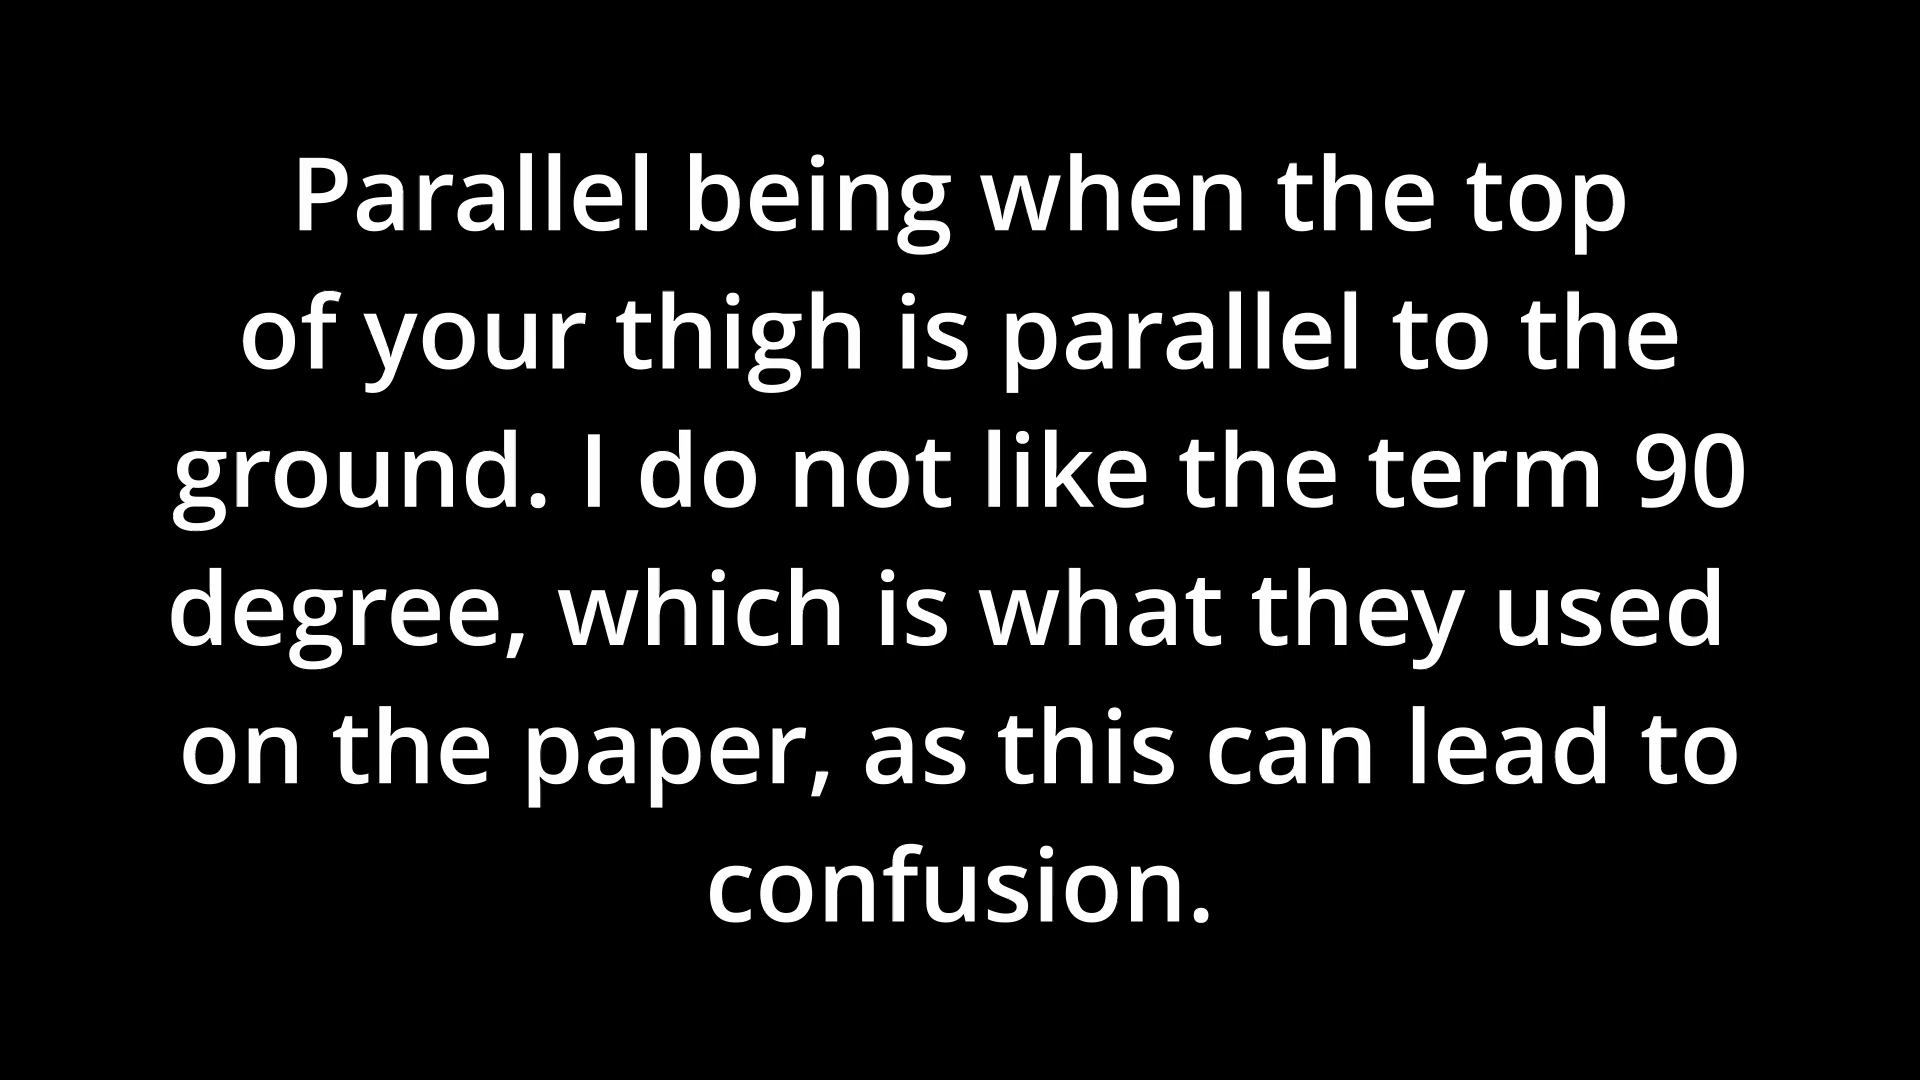 Parallel being when the top
of your thigh is parallel to the
ground. I do not like the term 90
degree, which is what they used
on the paper, as this can lead to
confusion.